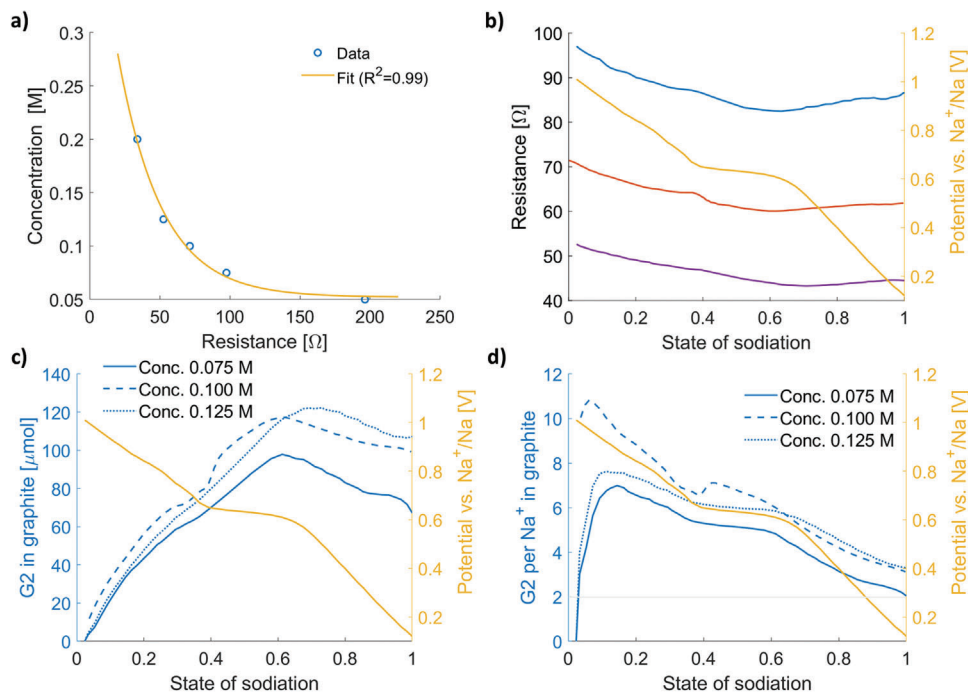 a)
0.3
0.25
0.2
0.15
0.1
0.05
Concentration [M]
Data
Fit (R²=0.99)
0 50 100 150 200 250
Resistance [Ω]
b)
100
90
80
70
60
50
40
Resistance [Ω]
1.2
1
0.8
0.6
0.4
0.2
Potential vs. Na⁺/Na [V]
0 0.2 0.4 0.6 0.8 1
State of sodiation
c)
Conc. 0.075 M
Conc. 0.100 M
Conc. 0.125 M
140
120
100
80
60
40
20
0
G2 in graphite [μmol]
1.2
1
0.8
0.6
0.4
0.2
Potential vs. Na⁺/Na [V]
0 0.2 0.4 0.6 0.8 1
State of sodiation
d)
12
10
8
6
4
2
0
G2 per Na⁺ in graphite
Conc. 0.075 M
Conc. 0.100 M
Conc. 0.125 M
1.2
1
0.8
0.6
0.4
0.2
Potential vs. Na⁺/Na [V]
0 0.2 0.4 0.6 0.8 1
State of sodiation